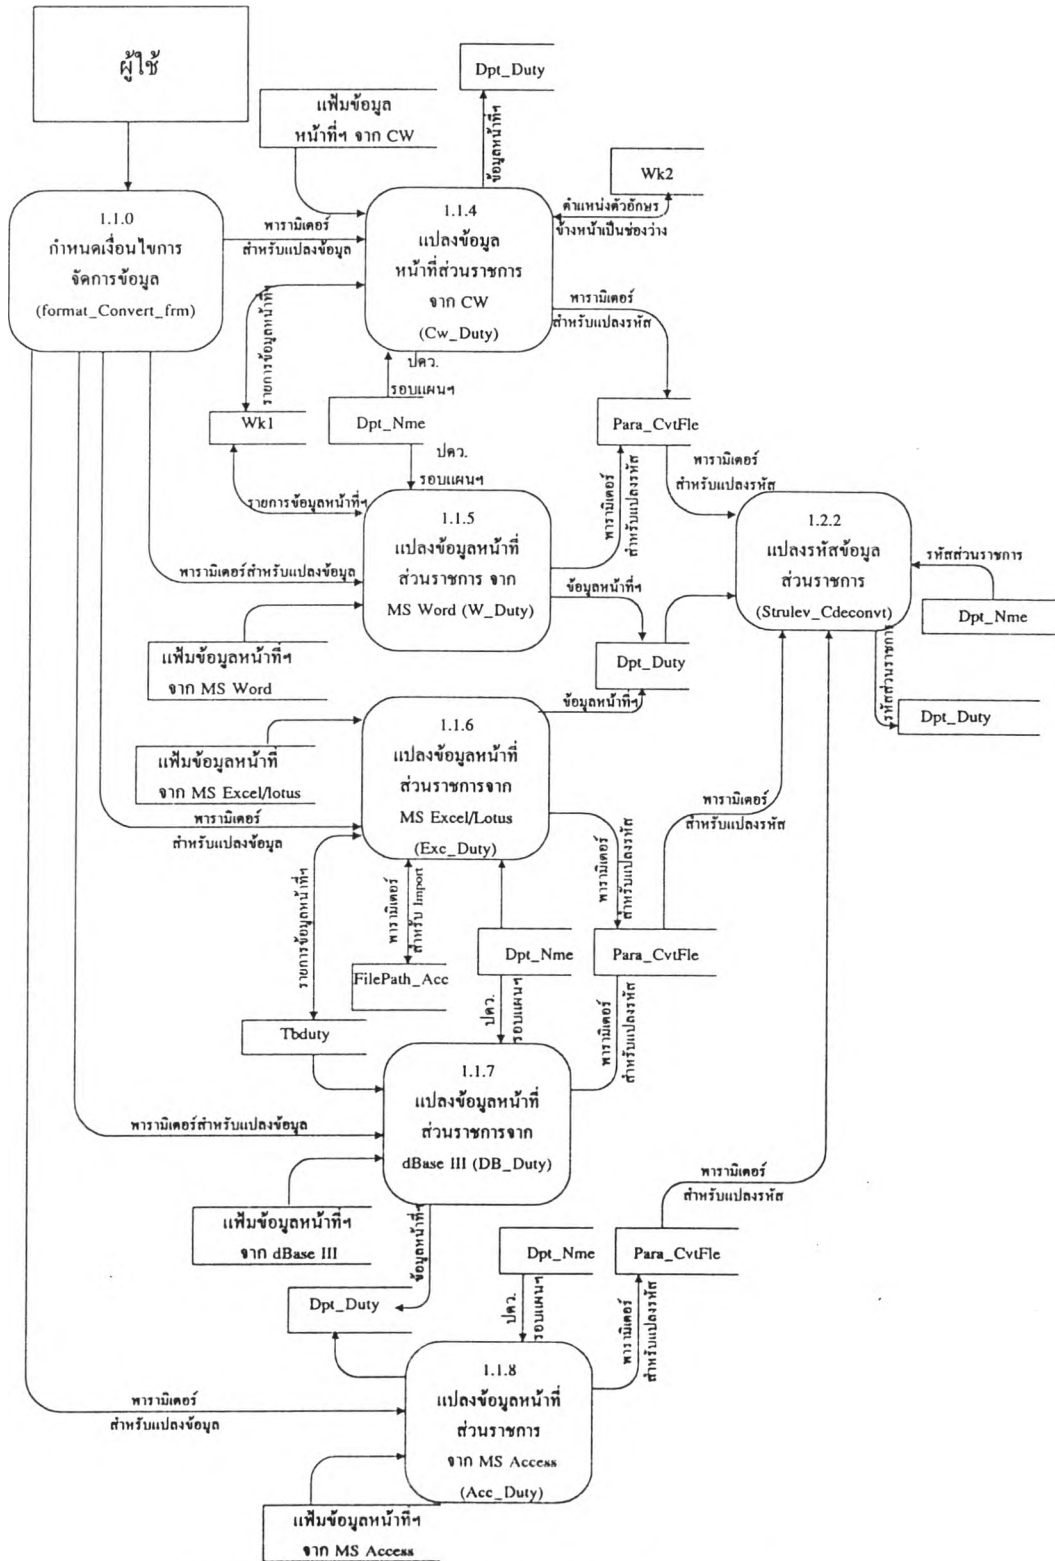 ผู้ใช้
Dpt_Duty
แฟ้มข้อมูล
หน้าที่ฯ จาก CW
ข้อมูลหน้าที่ฯ
Wk2
1.1.0
กำหนดเงื่อนไขการ
จัดการข้อมูล
(format_Convert_frm)
พารามิเตอร์
สำหรับแปลงข้อมูล
1.1.4
แปลงข้อมูล
หน้าที่ส่วนราชการ
จาก CW
(Cw_Duty)
ตำแหน่งตัวอักษร
ข้างหน้าเป็นช่องว่าง
พารามิเตอร์
สำหรับแปลงรหัส
รายการข้อมูลหน้าที่ฯ
ปดว.
รอบแผนฯ
Wk1
Dpt_Nme
Para_CvtFle
ปดว.
รอบแผนฯ
พารามิเตอร์
สำหรับแปลงรหัส
พารามิเตอร์
สำหรับแปลงรหัส
รายการข้อมูลหน้าที่ฯ
1.1.5
แปลงข้อมูลหน้าที่
ส่วนราชการ จาก
MS Word (W_Duty)
พารามิเตอร์สำหรับแปลงข้อมูล
1.2.2
แปลงรหัสข้อมูล
ส่วนราชการ
(Strulev_Cdeconvt)
รหัสส่วนราชการ
Dpt_Nme
ข้อมูลหน้าที่ฯ
แฟ้มข้อมูลหน้าที่ฯ
จาก MS Word
Dpt_Duty
รหัสส่วนราชการ
Dpt_Duty
ข้อมูลหน้าที่ฯ
1.1.6
แปลงข้อมูลหน้าที่
ส่วนราชการจาก
MS Excel/Lotus
(Exc_Duty)
แฟ้มข้อมูลหน้าที่
จาก MS Excel/lotus
พารามิเตอร์
สำหรับแปลงข้อมูล
พารามิเตอร์
สำหรับแปลงรหัส
พารามิเตอร์
สำหรับแปลงรหัส
รายการข้อมูลหน้าที่ฯ
พารามิเตอร์
สำหรับ Import
Dpt_Nme
Para_CvtFle
FilePath_Acc
ปดว.
รอบแผนฯ
พารามิเตอร์
สำหรับแปลงรหัส
Tbduty
1.1.7
แปลงข้อมูลหน้าที่
ส่วนราชการจาก
dBase III (DB_Duty)
พารามิเตอร์สำหรับแปลงข้อมูล
แฟ้มข้อมูลหน้าที่ฯ
จาก dBase III
ข้อมูลหน้าที่ฯ
พารามิเตอร์
สำหรับแปลงรหัส
Dpt_Nme
Para_CvtFle
Dpt_Duty
ปดว.
รอบแผนฯ
พารามิเตอร์
สำหรับแปลงรหัส
1.1.8
แปลงข้อมูลหน้าที่
ส่วนราชการ
จาก MS Access
(Acc_Duty)
พารามิเตอร์
สำหรับแปลงข้อมูล
แฟ้มข้อมูลหน้าที่ฯ
จาก MS Access